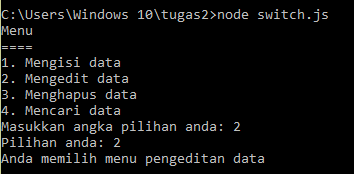 C:\Users\Windows 10\tugas2>node switch.js
Menu
====
1. Mengisi data
2. Mengedit data
3. Menghapus data
4. Mencari data
Masukkan angka pilihan anda: 2
Pilihan anda: 2
Anda memilih menu pengeditan data